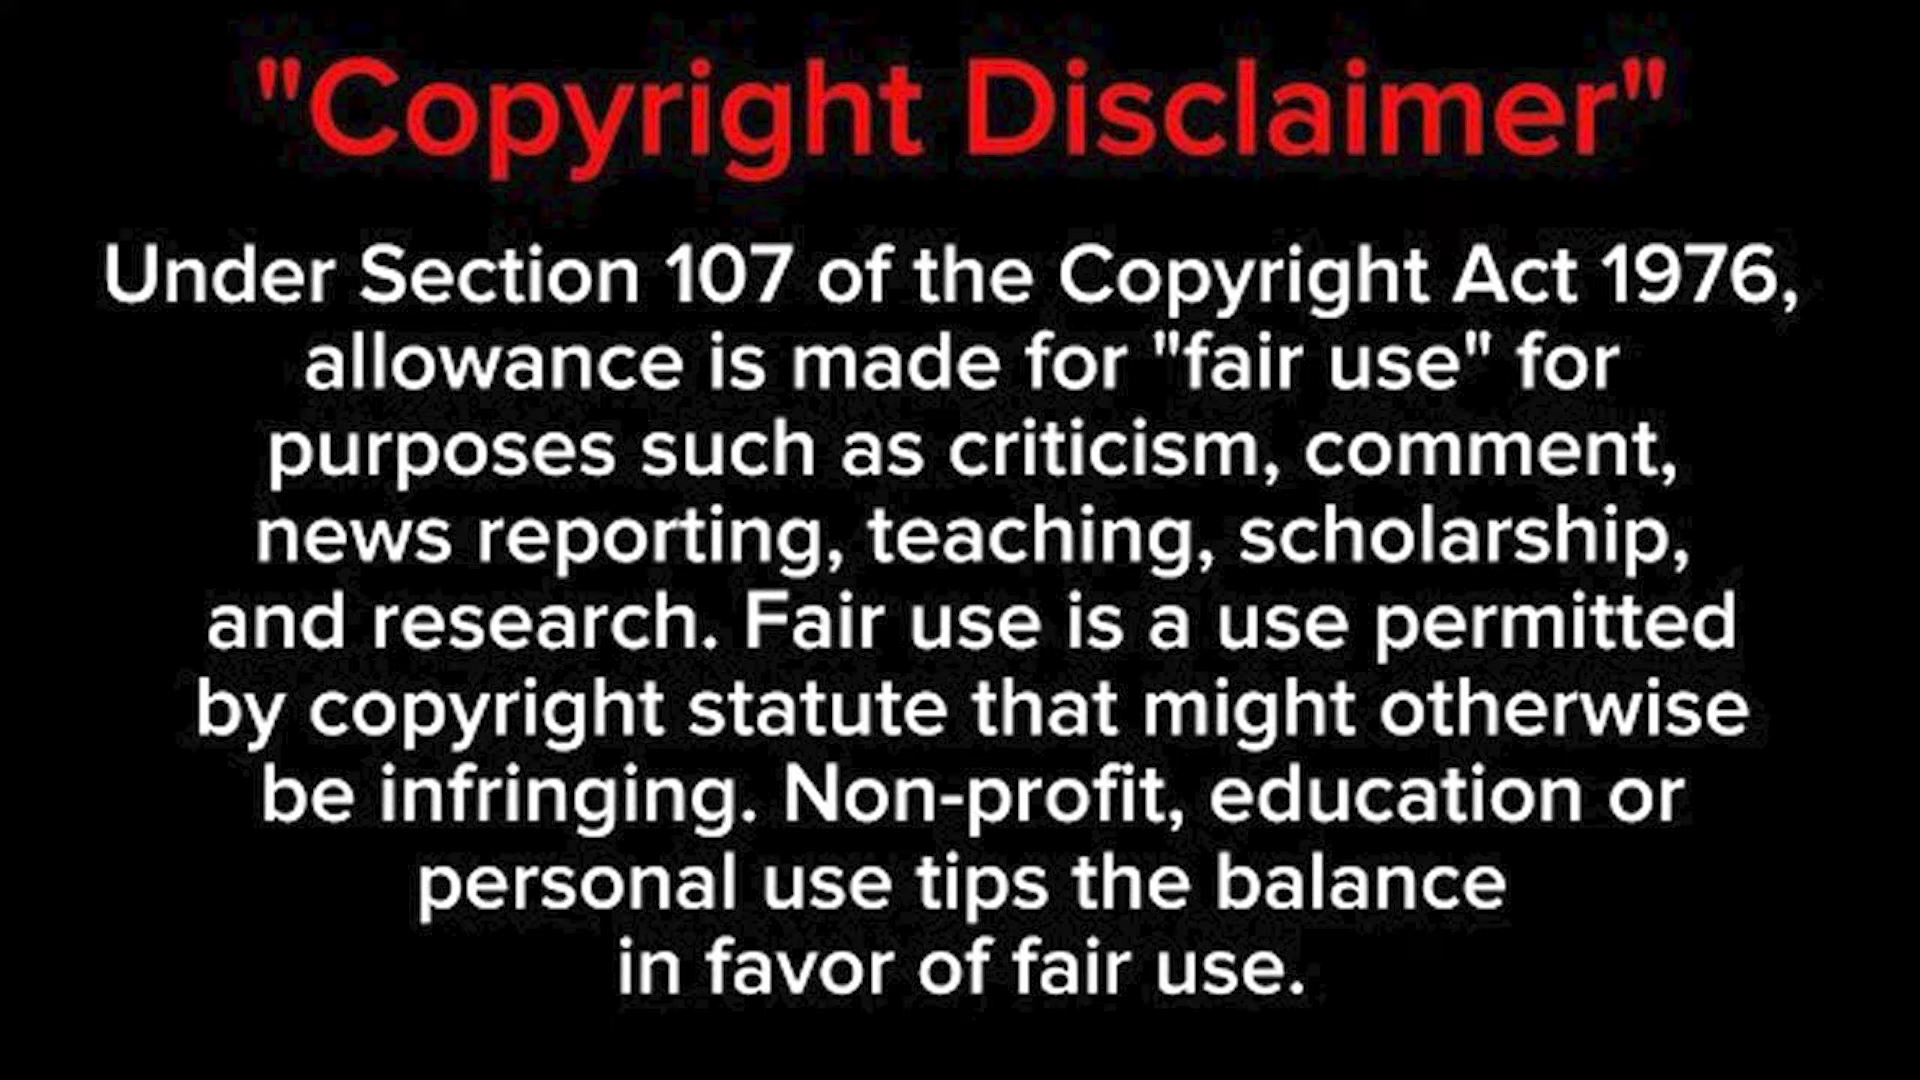 "Copyright Disclaimer"
Under Section 107 of the Copyright Act 1976,
allowance is made for "fair use" for
purposes such as criticism, comment,
news reporting, teaching, scholarship,
and research. Fair use is a use permitted
by copyright statute that might otherwise
be infringing. Non-profit, education or
personal use tips the balance
in favor of fair use.